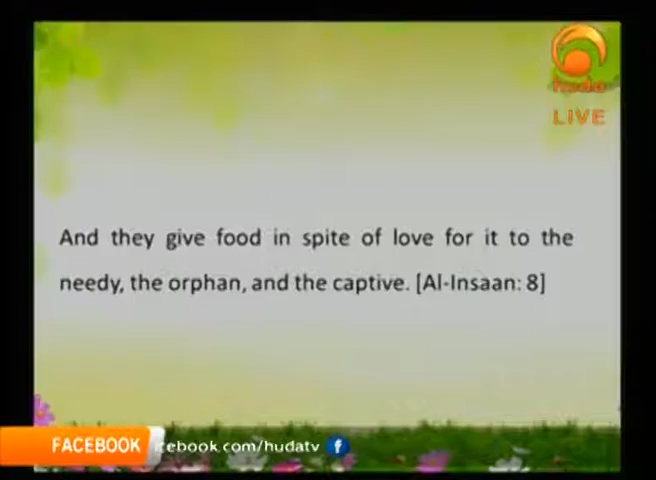 huda
LIVE
And they give food in spite of love for it to the
needy, the orphan, and the captive. [Al-Insaan: 8]
FACEBOOK
cebook.com/hudatv
f